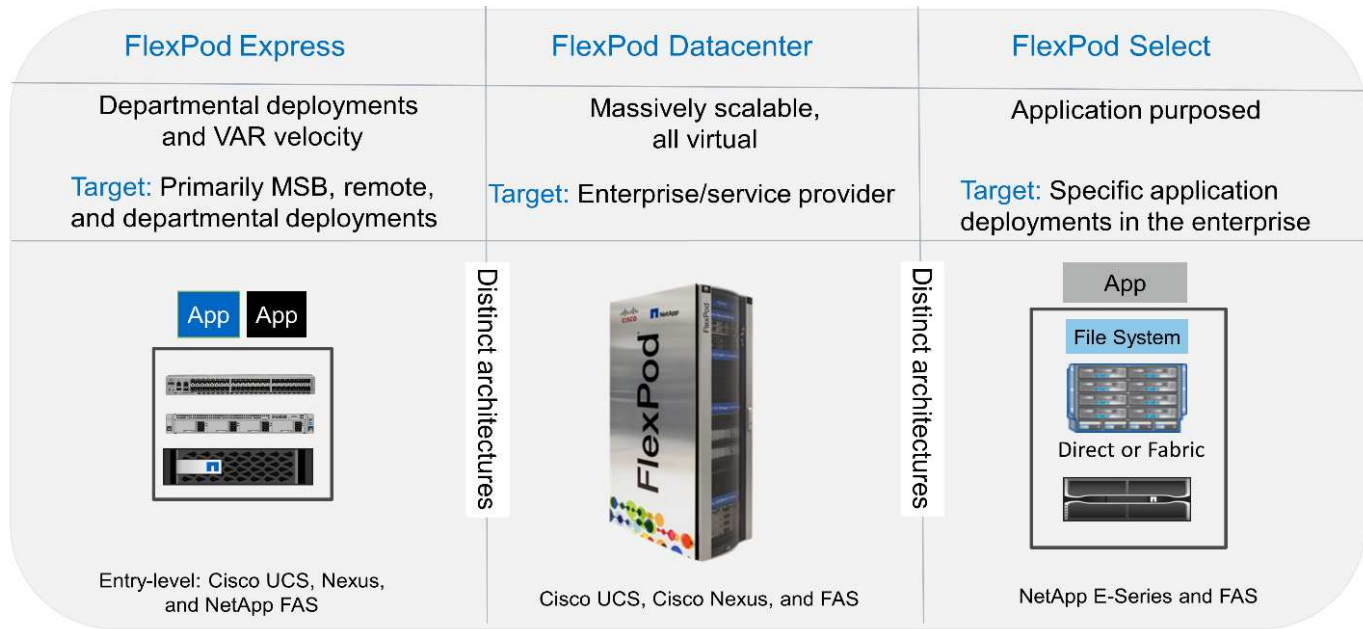 FlexPod Express
FlexPod Datacenter
FlexPod Select
Departmental deployments
and VAR velocity
Massively scalable,
all virtual
Application purposed
Target: Primarily MSB, remote,
and departmental deployments
Target: Enterprise/service provider
Target: Specific application
deployments in the enterprise
App
App
Distinct architectures
CISCO
NetApp
FlexPod
FlexPod
Distinct architectures
App
File System
Direct or Fabric
Entry-level: Cisco UCS, Nexus,
and NetApp FAS
Cisco UCS, Cisco Nexus, and FAS
NetApp E-Series and FAS